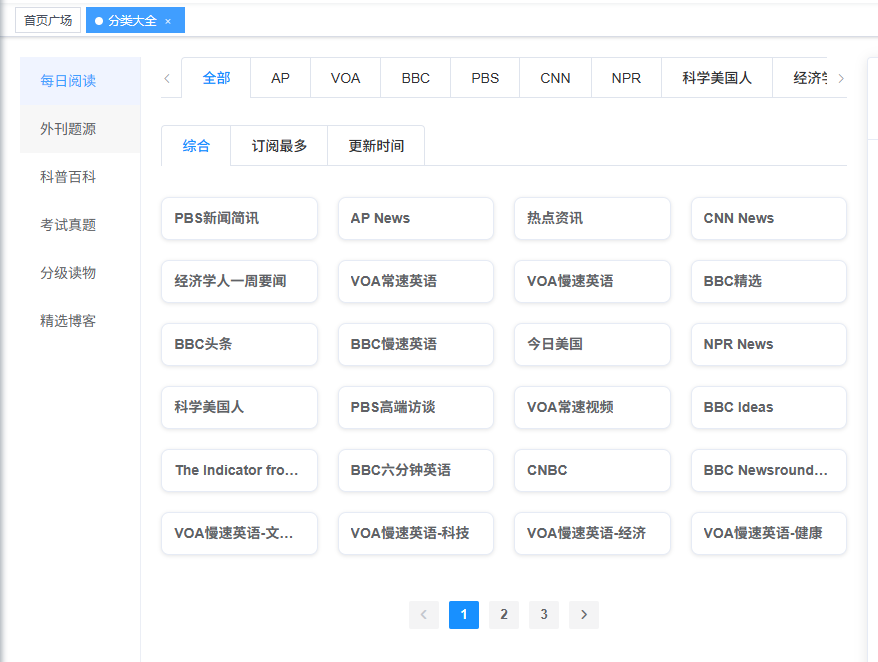 首页广场
分类大全 ×
每日阅读
外刊题源
科普百科
考试真题
分级读物
精选博客
全部 AP VOA BBC PBS CNN NPR 科学美国人 经济
综合 订阅最多 更新时间
PBS新闻简讯 AP News 热点资讯 CNN News
经济学人一周要闻 VOA常速英语 VOA慢速英语 BBC精选
BBC头条 BBC慢速英语 今日美国 NPR News
科学美国人 PBS高端访谈 VOA常速视频 BBC Ideas
The Indicator fro... BBC六分钟英语 CNBC BBC Newsround...
VOA慢速英语-文... VOA慢速英语-科技 VOA慢速英语-经济 VOA慢速英语-健康
< 1 2 3 >